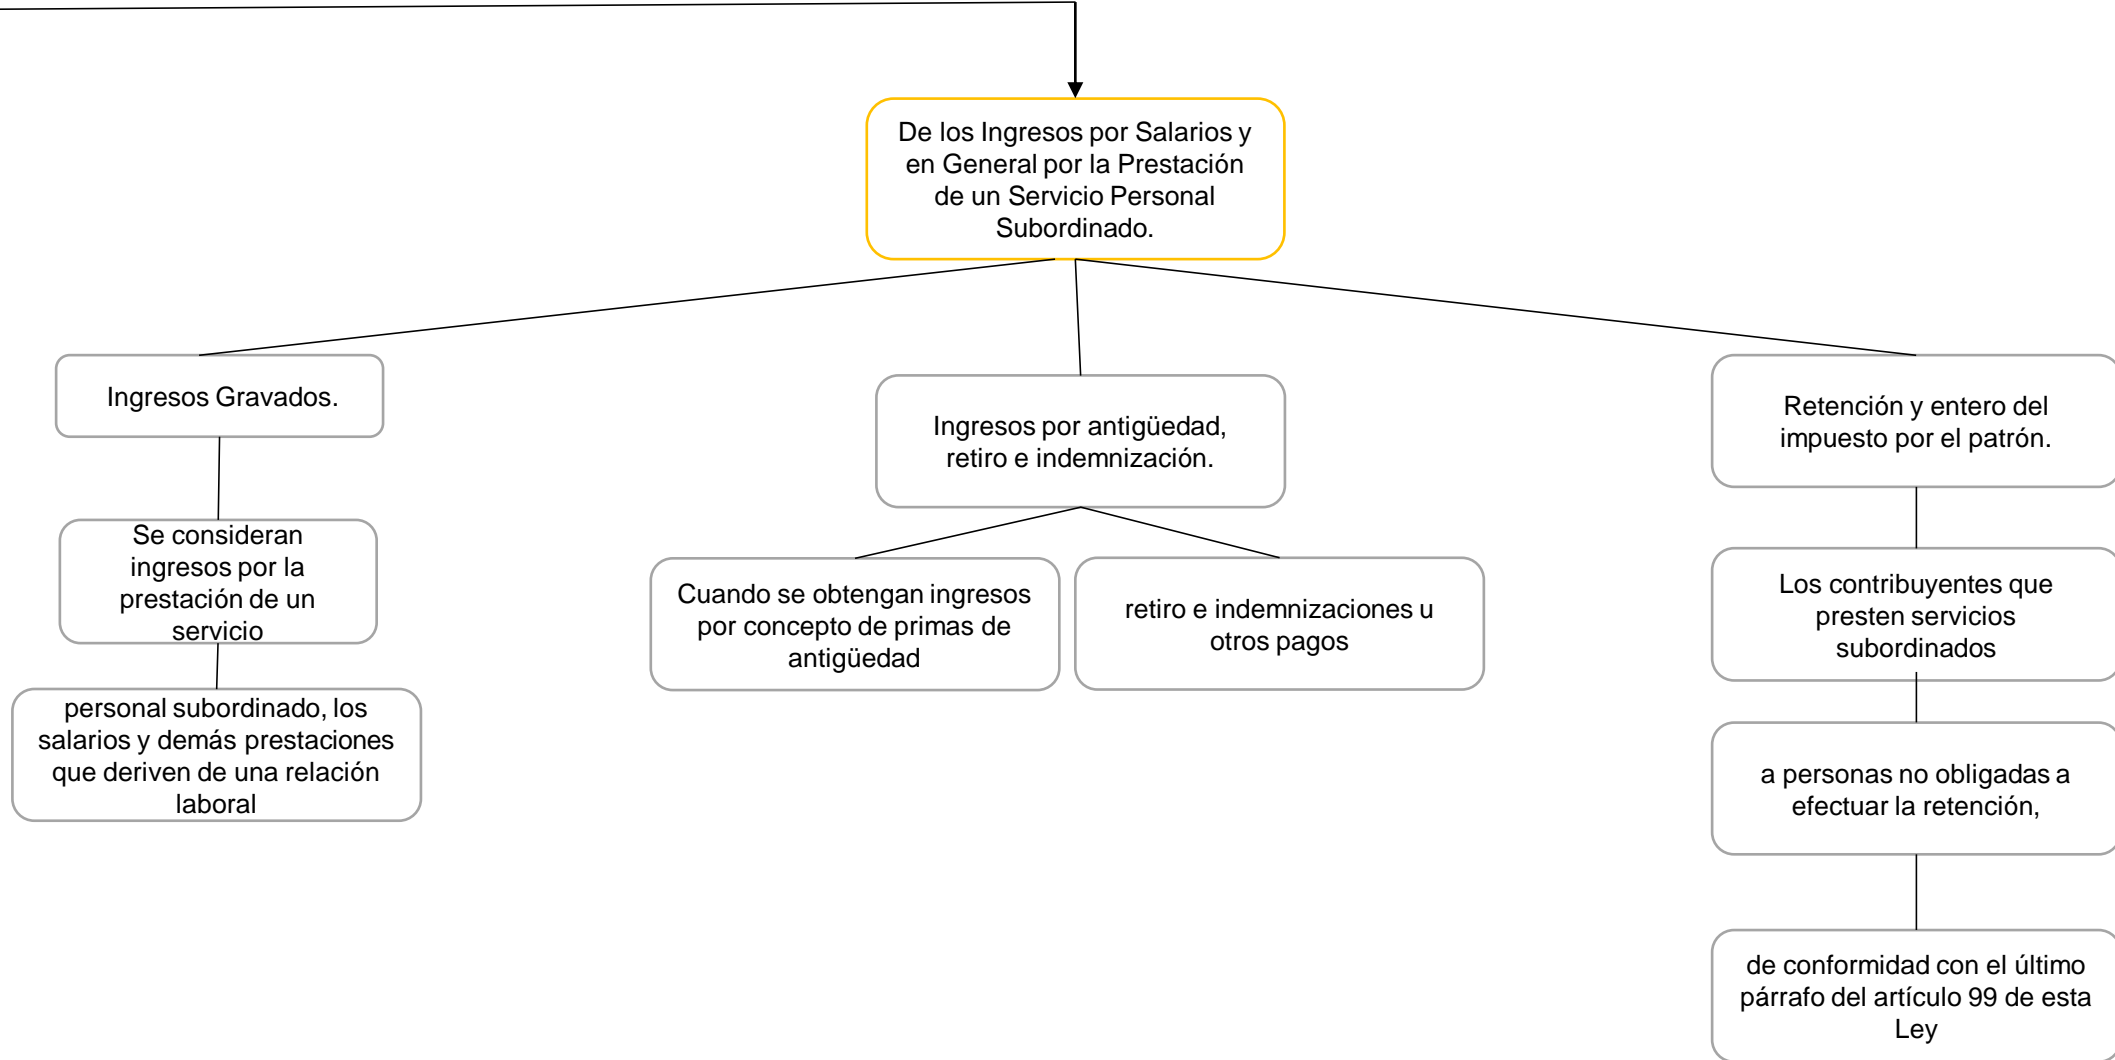 De los Ingresos por Salarios y
en General por la Prestación
de un Servicio Personal
Subordinado.
Ingresos Gravados.
Se consideran
ingresos por la
prestación de un
servicio
personal subordinado, los
salarios y demás prestaciones
que deriven de una relación
laboral
Ingresos por antigüedad,
retiro e indemnización.
Cuando se obtengan ingresos
por concepto de primas de
antigüedad
retiro e indemnizaciones u
otros pagos
Retención y entero del
impuesto por el patrón.
Los contribuyentes que
presten servicios
subordinados
a personas no obligadas a
efectuar la retención,
de conformidad con el último
párrafo del artículo 99 de esta
Ley